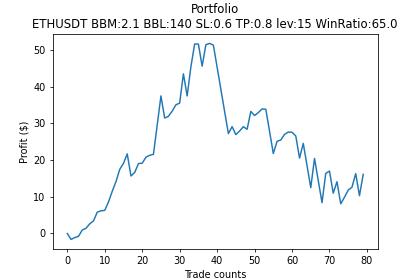 Portfolio
ETHUSDT BBM:2.1 BBL:140 SL:0.6 TP:0.8 lev:15 WinRatio:65.0
Profit ($)
50
40
30
20
10
0
0 10 20 30 40 50 60 70 80
Trade counts